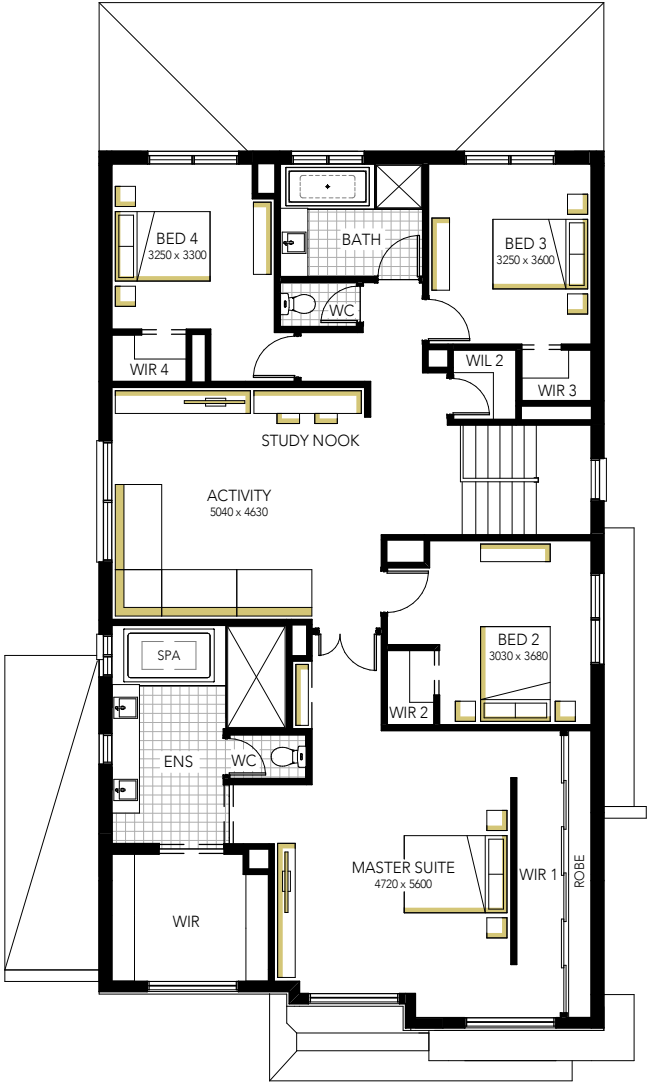 BED 4
3250 x 3300
BATH
BED 3
3250 x 3600
WC
WIR 4
WIL 2
WIR 3
STUDY NOOK
ACTIVITY
5040 x 4630
SPA
BED 2
3030 x 3680
WIR 2
ENS
WC
MASTER SUITE
4720 x 5600
WIR 1
ROBE
WIR